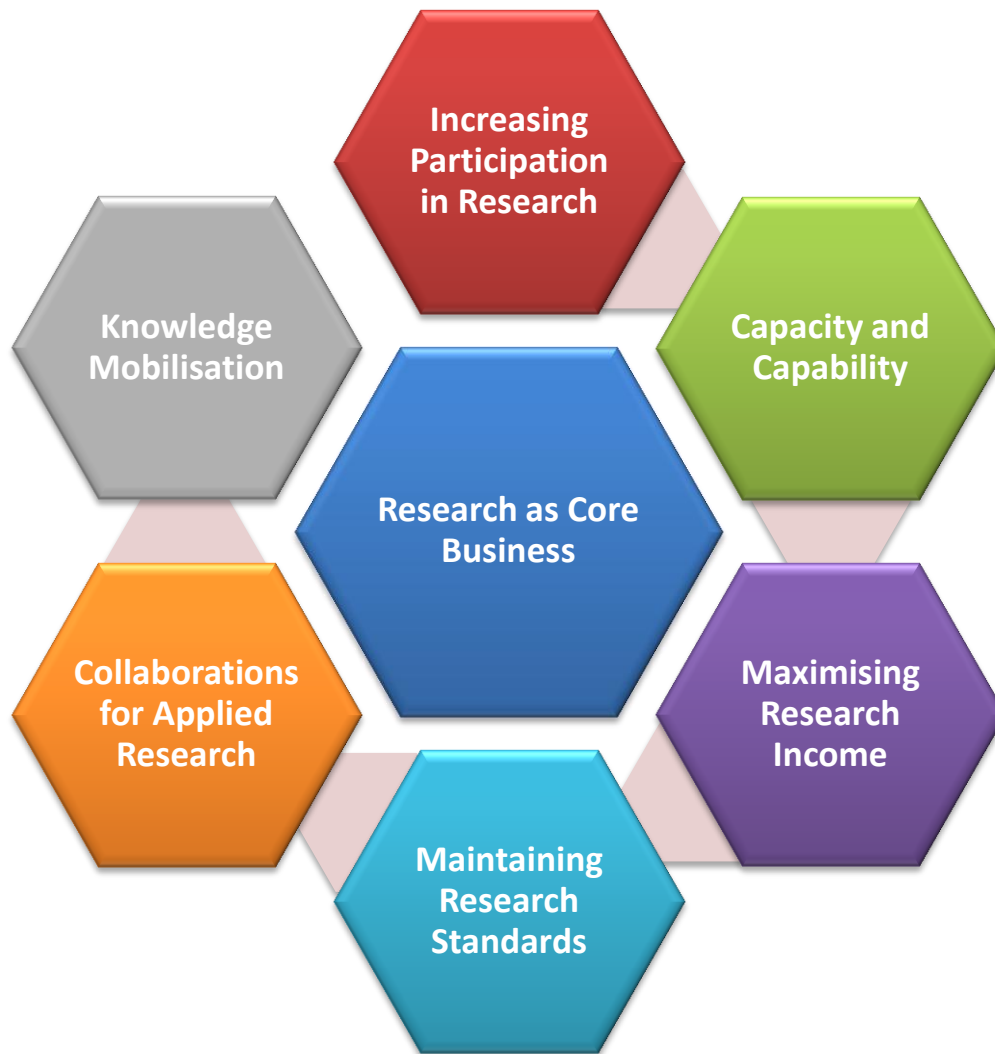 Increasing
Participation
in Research
Knowledge
Mobilisation
Capacity and
Capability
Research as Core
Business
Collaborations
for Applied
Research
Maximising
Research
Income
Maintaining
Research
Standards